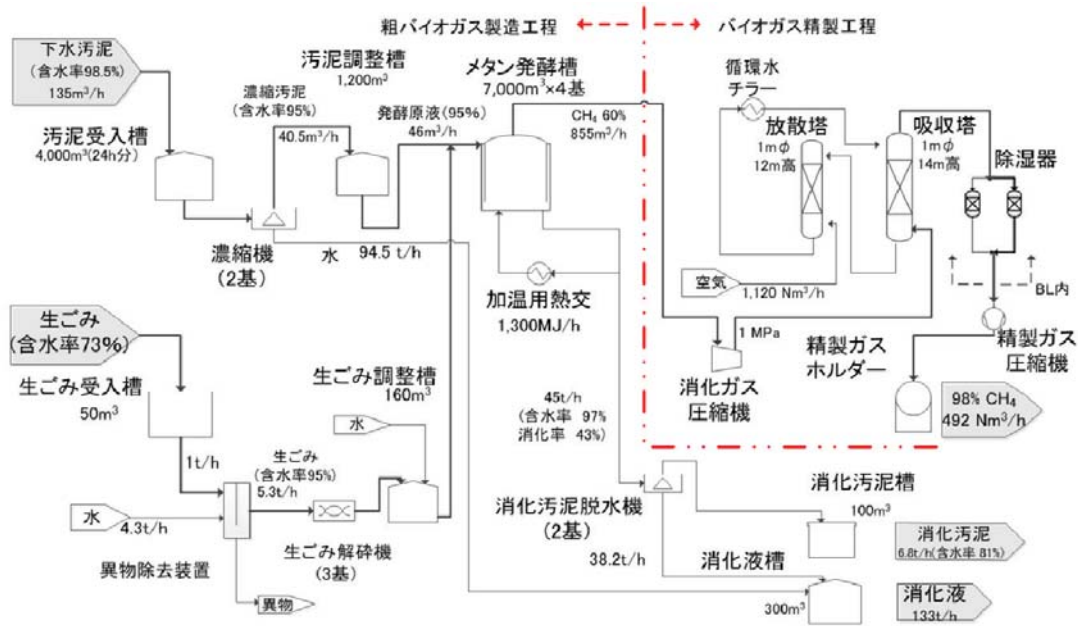 粗バイオガス製造工程
バイオガス精製工程
下水汚泥
(含水率98.5%)
135m³/h
汚泥受入槽
4,000m³(24h分)
濃縮汚泥
(含水率95%)
40.5m³/h
汚泥調整槽
1,200m³
発酵原液(95%)
46m³/h
メタン発酵槽
7,000m³×4基
CH₄ 60%
855m³/h
循環水
チラー
放散塔
1mφ
12m高
吸収塔
1mφ
14m高
除湿器
濃縮機
(2基)
水
94.5 t/h
加温用熱交
1,300MJ/h
空気
1,120 Nm³/h
BL内
1 MPa
消化ガス
圧縮機
精製ガス
ホルダー
精製ガス
圧縮機
98% CH₄
492 Nm³/h
生ごみ
(含水率73%)
生ごみ受入槽
50m³
1t/h
水
4.3t/h
生ごみ
(含水率95%)
5.3t/h
生ごみ調整槽
160m³
水
異物除去装置
異物
生ごみ解砕機
(3基)
45t/h
(含水率 97%
消化率 43%)
消化汚泥脱水機
(2基)
38.2t/h
消化汚泥槽
100m³
消化汚泥
6.8t/h(含水率 81%)
消化液槽
300m³
消化液
133t/h